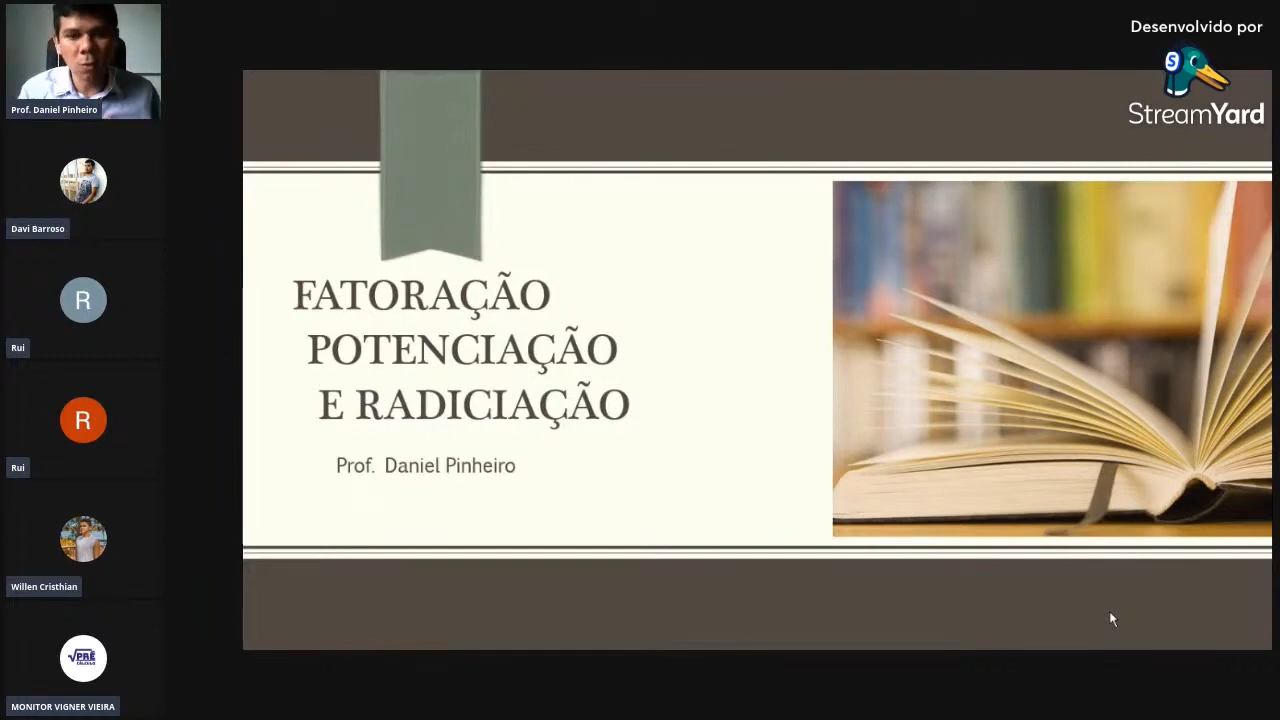 Prof. Daniel Pinheiro
Davi Barroso
R
Rui
R
Rui
Willen Cristhian
√PRÉ
CÁLCULO
MONITOR VIGNER VIEIRA
Desenvolvido por
S
StreamYard
FATORAÇÃO
POTENCIAÇÃO
E RADICIAÇÃO
Prof. Daniel Pinheiro